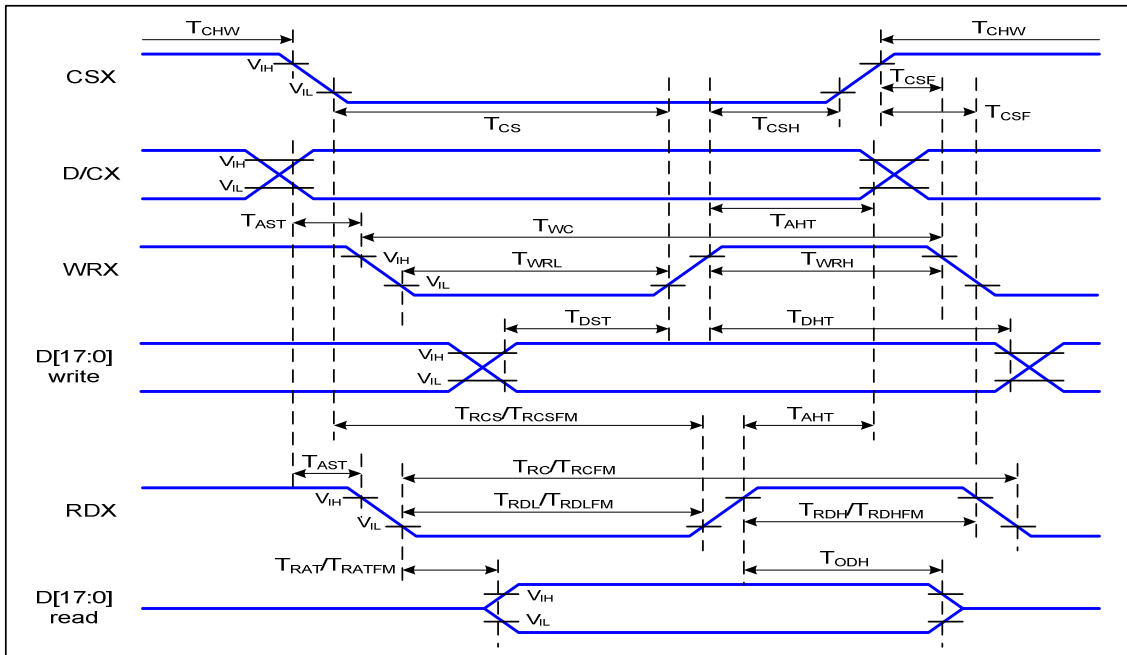 TCHW TCHW
CSX VIH VIL TCSF
TCS TCSH TCSF
D/CX VIH VIL
TAST TWC TAHT
WRX VIH VIL TWRL TWRH
TDST TDHT
D[17:0] VIH
write VIL
TRCS/TRCSFM TAHT
TAST TRC/TRCFM
RDX VIH VIL TRDL/TRDLFM TRDH/TRDHFM
TRAT/TRATFM TODH
D[17:0] VIH
read VIL